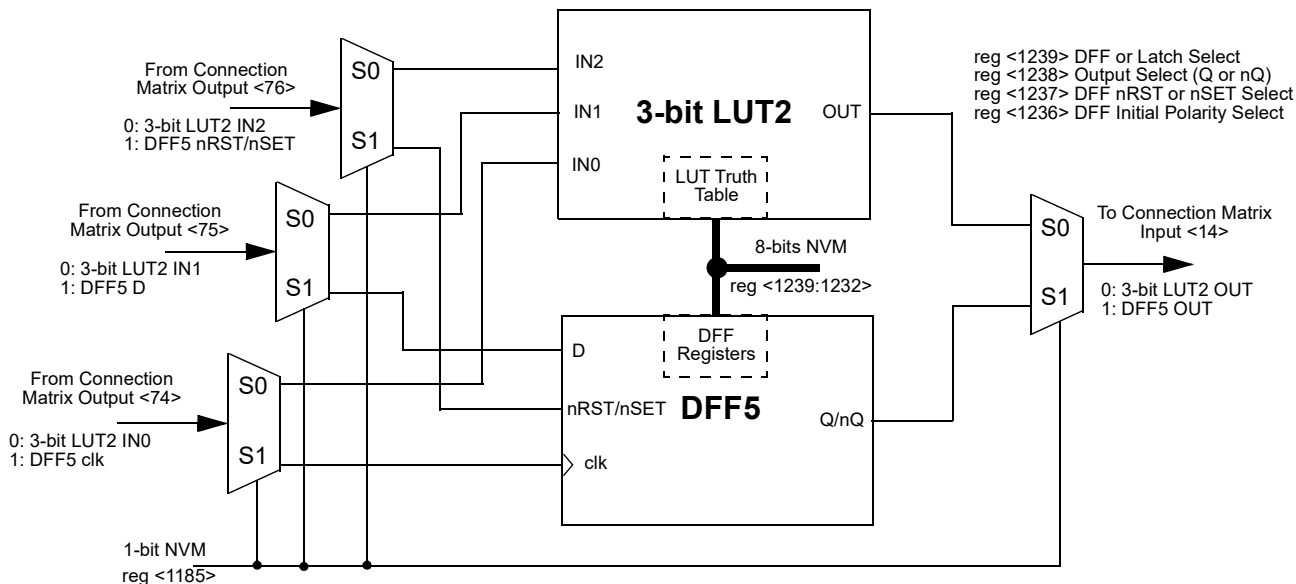 From Connection
Matrix Output <76>
0: 3-bit LUT2 IN2
1: DFF5 nRST/nSET
S0
S1
From Connection
Matrix Output <75>
0: 3-bit LUT2 IN1
1: DFF5 D
S0
S1
From Connection
Matrix Output <74>
0: 3-bit LUT2 IN0
1: DFF5 clk
S0
S1
1-bit NVM
reg <1185>
IN2
IN1
IN0
3-bit LUT2
OUT
LUT Truth
Table
8-bits NVM
reg <1239:1232>
DFF
Registers
D
nRST/nSET
clk
DFF5
Q/nQ
reg <1239> DFF or Latch Select
reg <1238> Output Select (Q or nQ)
reg <1237> DFF nRST or nSET Select
reg <1236> DFF Initial Polarity Select
S0
S1
To Connection Matrix
Input <14>
0: 3-bit LUT2 OUT
1: DFF5 OUT